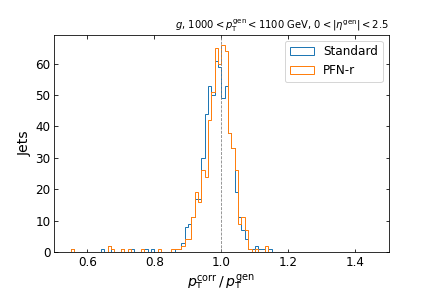 g, 1000 < p_T^gen < 1100 GeV, 0 < |η^gen| < 2.5
Standard
PFN-r
Jets
60
50
40
30
20
10
0
0.6 0.8 1.0 1.2 1.4
p_T^corr / p_T^gen